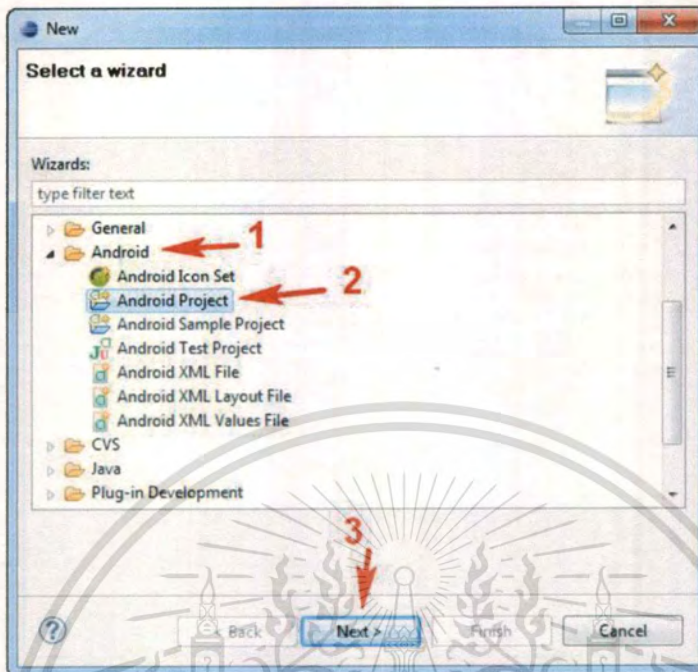 New
Select a wizard
Wizards:
type filter text
General
Android
1
Android Icon Set
Android Project
2
Android Sample Project
Android Test Project
Android XML File
Android XML Layout File
Android XML Values File
CVS
Java
Plug-in Development
3
?
< Back
Next >
Finish
Cancel